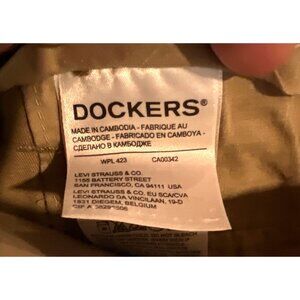 DOCKERS®
MADE IN CAMBODIA - FABRIQUE AU
CAMBODGE - FABRICADO EN CAMBOYA -
СДЕЛАНО В КАМБОДЖЕ
WPL 423 CA00342
LEVI STRAUSS & CO.
1155 BATTERY STREET
SAN FRANCISCO, CA 94111 USA
LEVI STRAUSS & CO. EU SCA/CVA
LEONARDO DA VINCILAAN, 19-D
1831 DIEGEM, BELGIUM